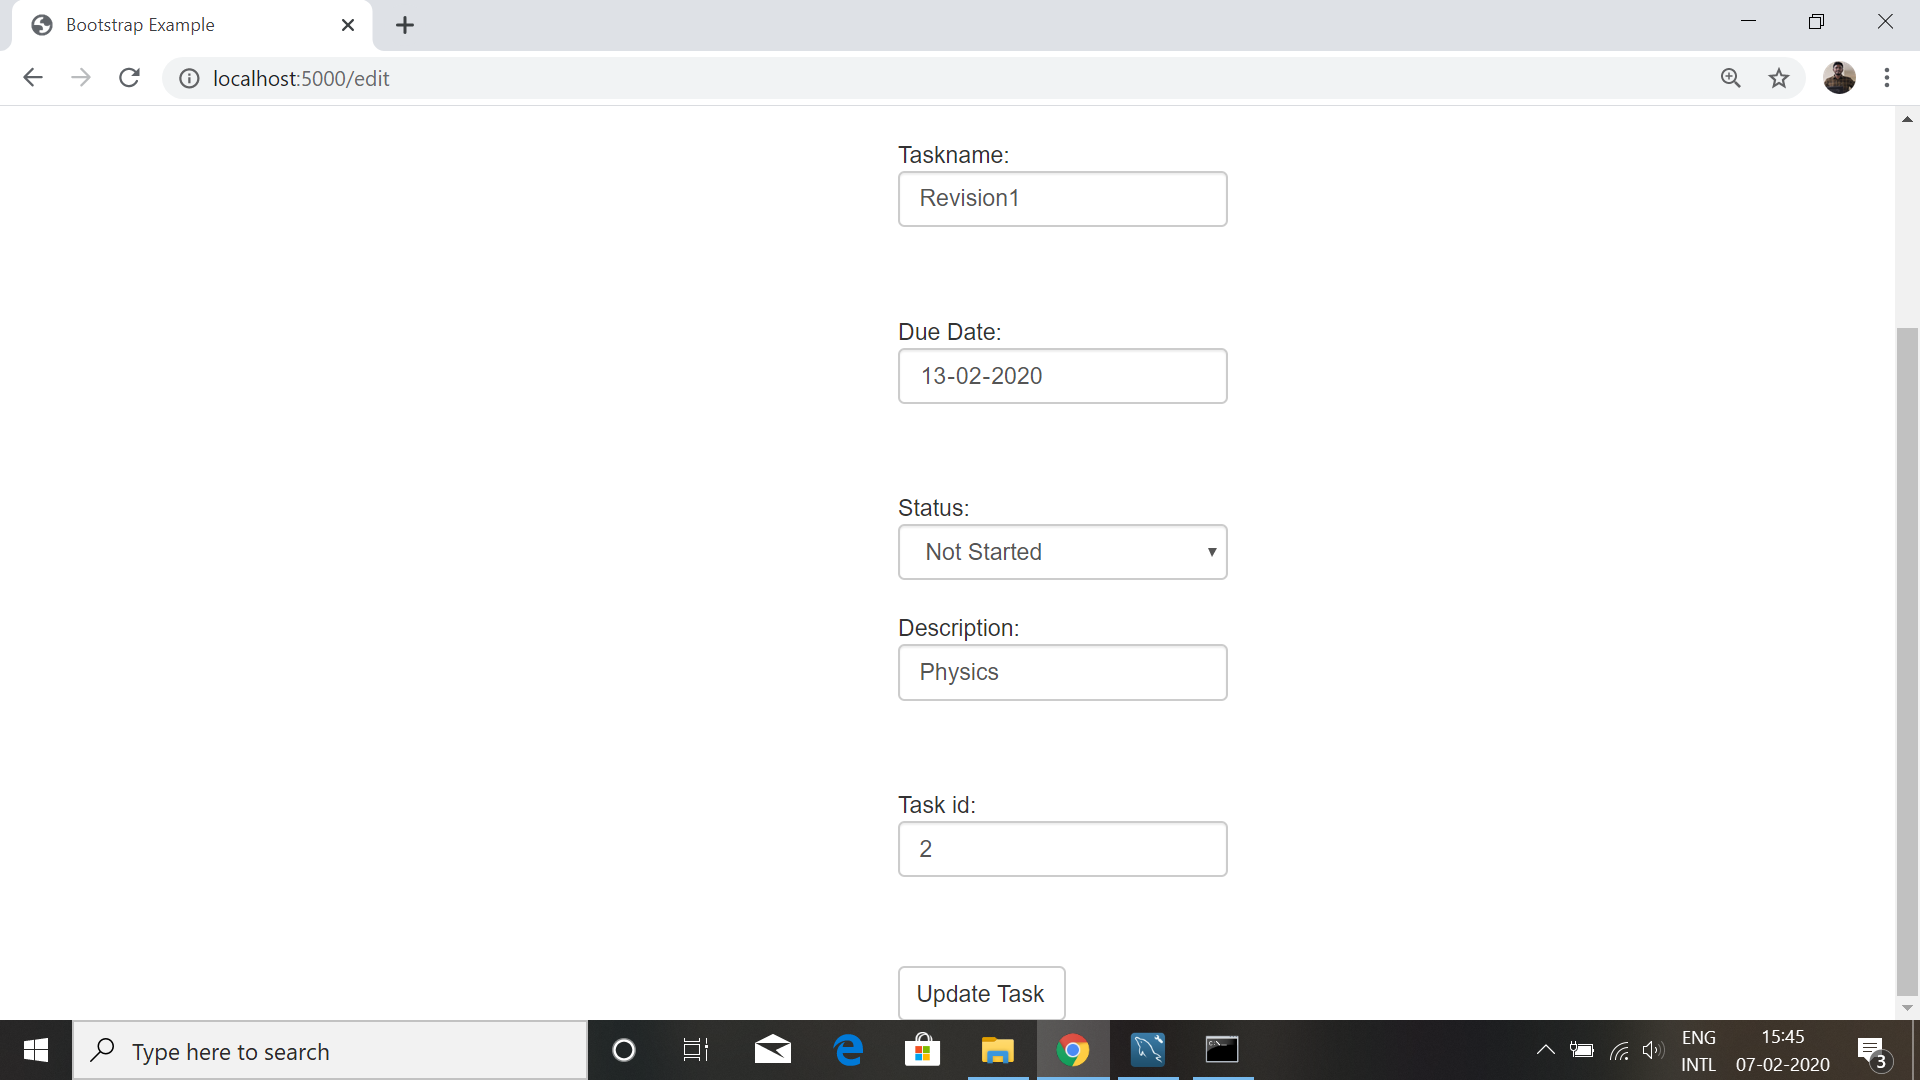 Bootstrap Example
localhost:5000/edit
Taskname:
Revision1
Due Date:
13-02-2020
Status:
Not Started
Description:
Physics
Task id:
2
Update Task
Type here to search
ENG
INTL
15:45
07-02-2020
3